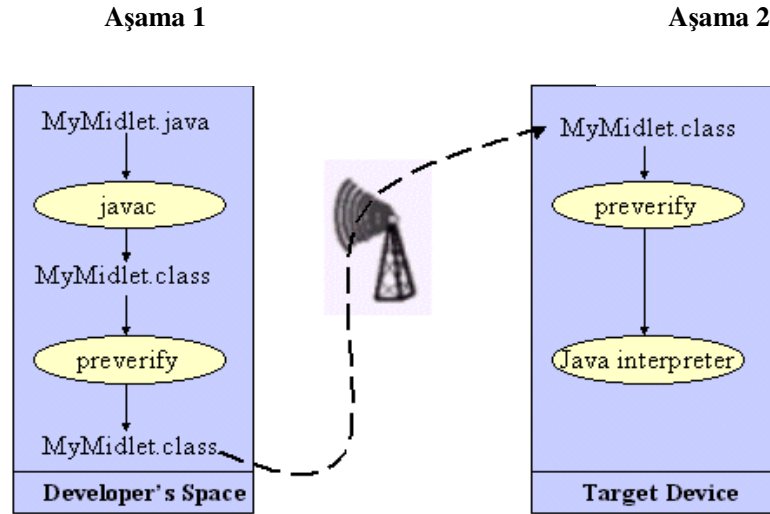 Aşama 1
Aşama 2
MyMidlet.java
javac
MyMidlet.class
preverify
MyMidlet.class
Developer's Space
MyMidlet.class
preverify
Java interpreter
Target Device